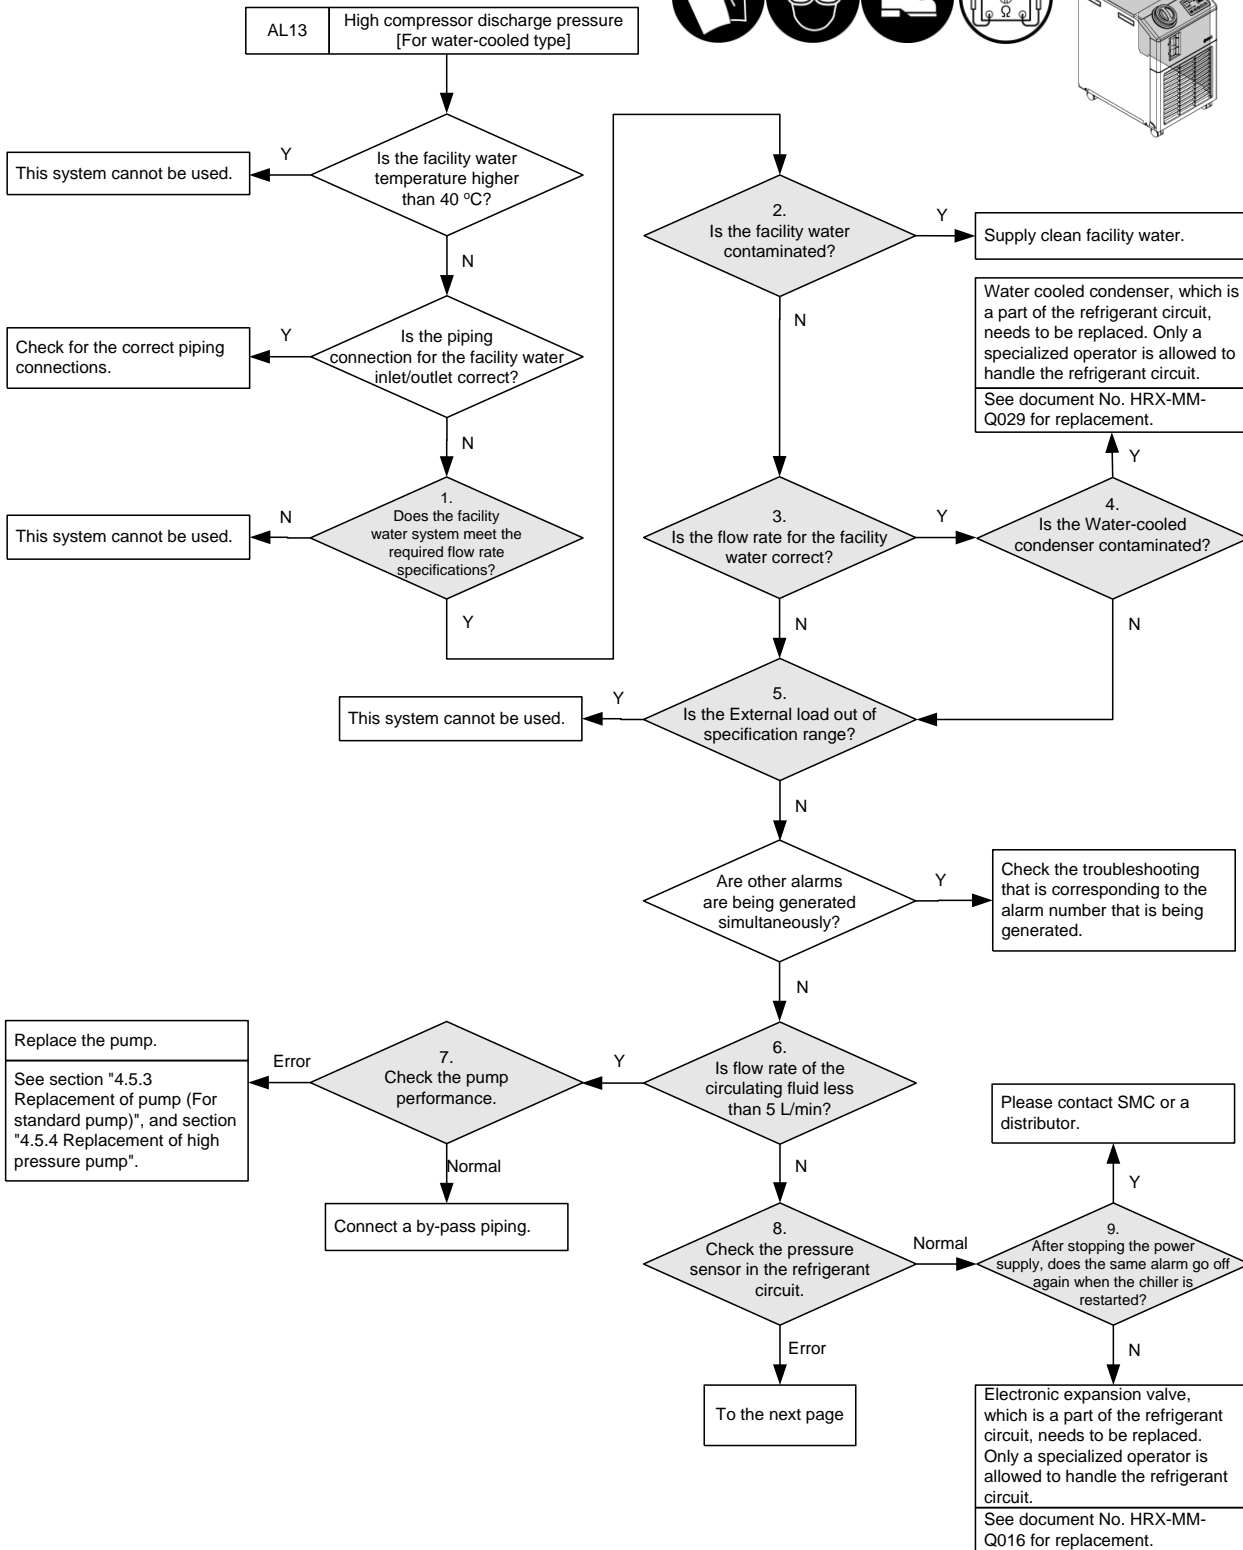 AL13
High compressor discharge pressure
[For water-cooled type]
Ω
Is the facility water
temperature higher
than 40 °C?
Y
This system cannot be used.
N
Is the piping
connection for the facility water
inlet/outlet correct?
Y
Check for the correct piping
connections.
N
1.
Does the facility
water system meet the
required flow rate
specifications?
N
This system cannot be used.
Y
2.
Is the facility water
contaminated?
Y
Supply clean facility water.
N
3.
Is the flow rate for the facility
water correct?
Y
4.
Is the Water-cooled
condenser contaminated?
Y
Water cooled condenser, which is
a part of the refrigerant circuit,
needs to be replaced. Only a
specialized operator is allowed to
handle the refrigerant circuit.
See document No. HRX-MM-
Q029 for replacement.
N
N
5.
Is the External load out of
specification range?
Y
This system cannot be used.
N
Are other alarms
are being generated
simultaneously?
Y
Check the troubleshooting
that is corresponding to the
alarm number that is being
generated.
N
6.
Is flow rate of the
circulating fluid less
than 5 L/min?
Y
7.
Check the pump
performance.
Error
Replace the pump.
See section "4.5.3
Replacement of pump (For
standard pump)", and section
"4.5.4 Replacement of high
pressure pump".
Normal
Connect a by-pass piping.
N
8.
Check the pressure
sensor in the refrigerant
circuit.
Normal
9.
After stopping the power
supply, does the same alarm go off
again when the chiller is
restarted?
Y
Please contact SMC or a
distributor.
Error
To the next page
N
Electronic expansion valve,
which is a part of the refrigerant
circuit, needs to be replaced.
Only a specialized operator is
allowed to handle the refrigerant
circuit.
See document No. HRX-MM-
Q016 for replacement.